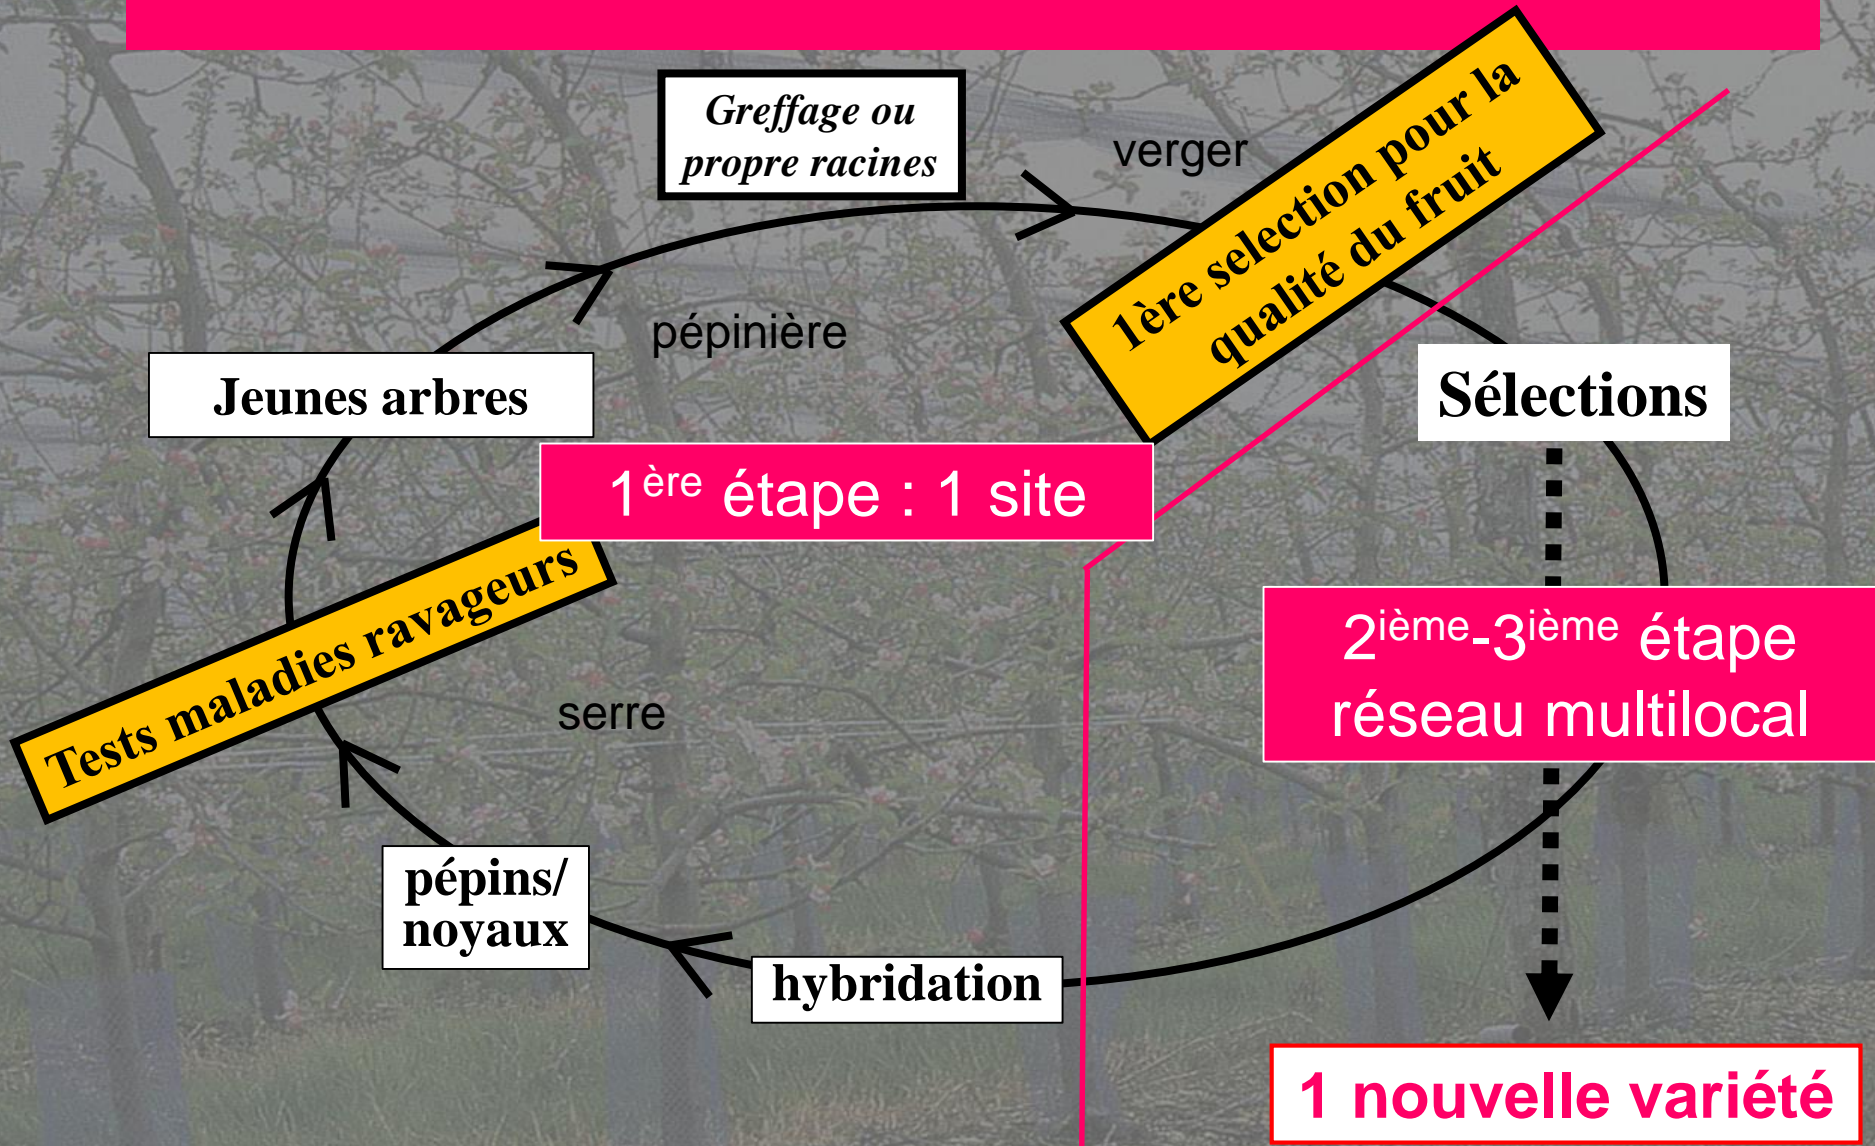 Greffage ou
propre racines
verger
1ère selection pour la
qualité du fruit
pépinière
Jeunes arbres
Sélections
1ère étape : 1 site
Tests maladies ravageurs
2ième-3ième étape
réseau multilocal
serre
pépins/
noyaux
hybridation
1 nouvelle variété